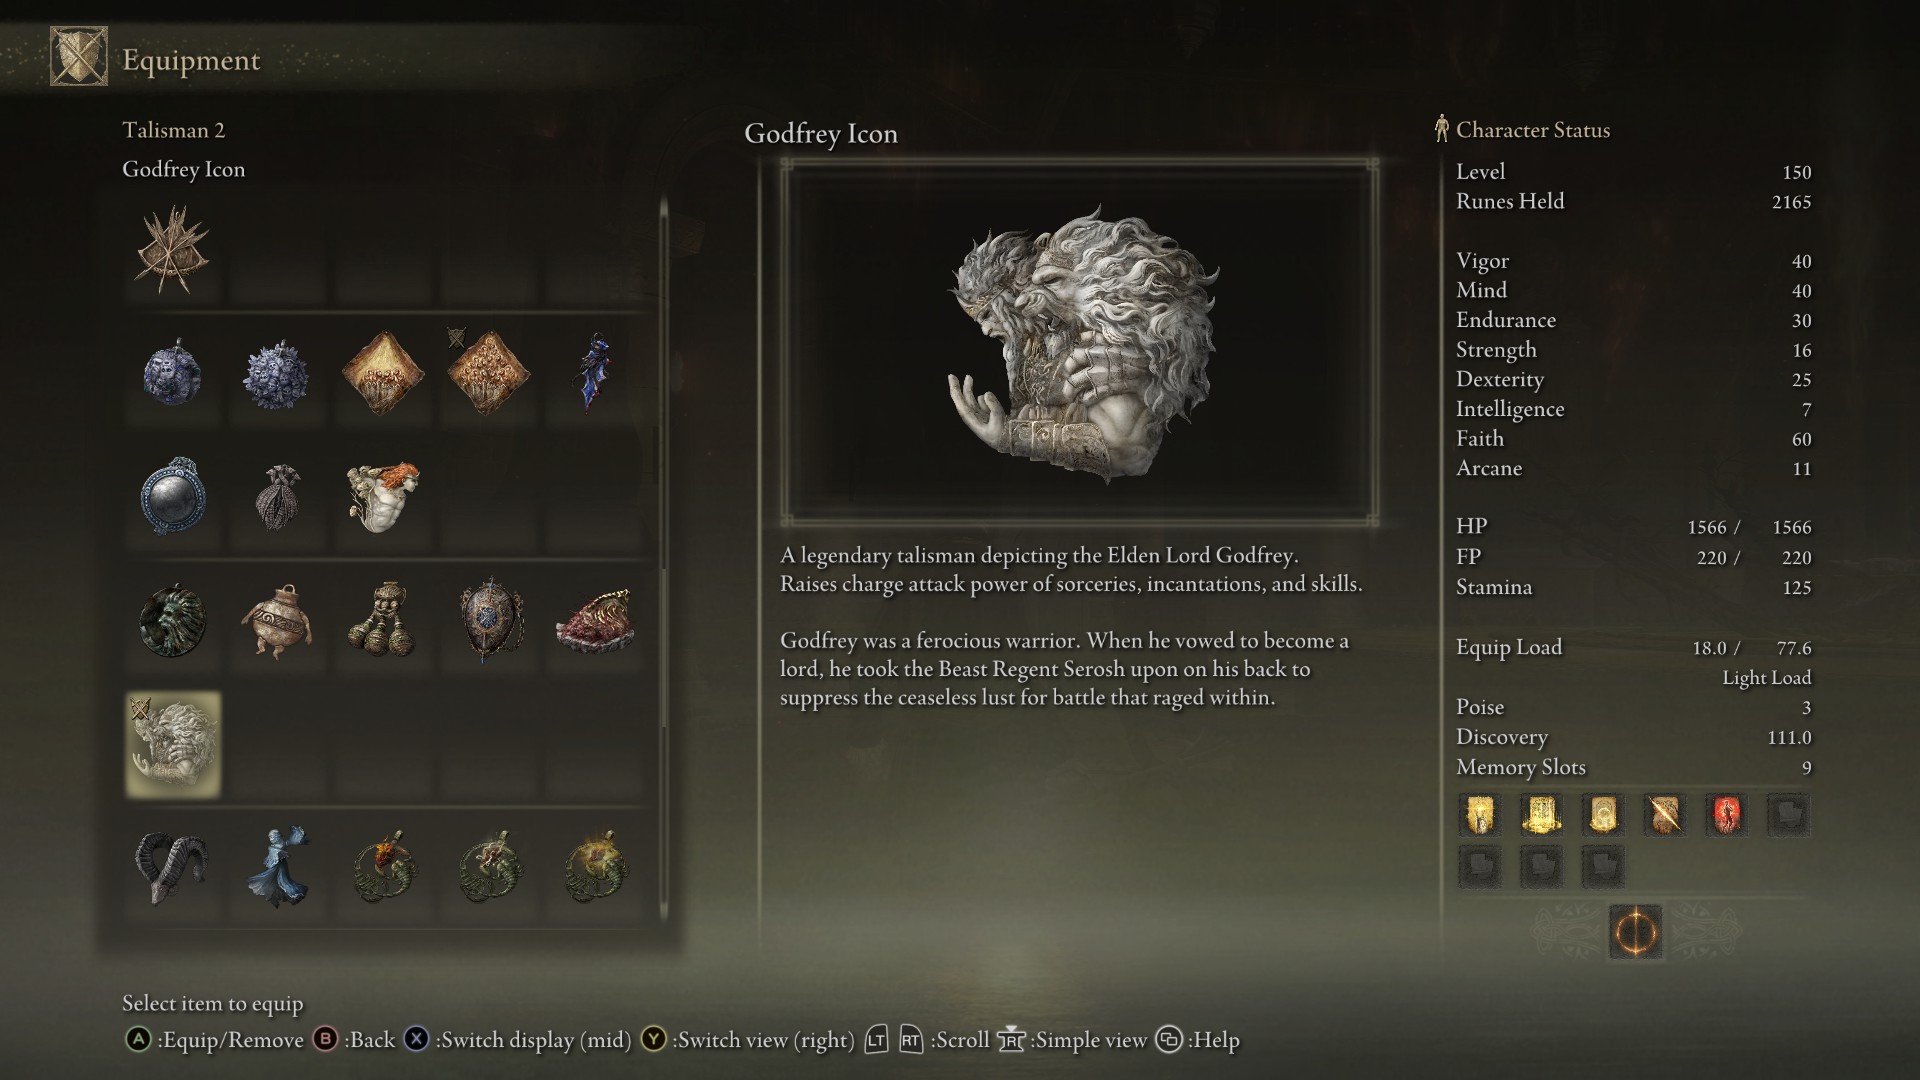 Equipment
Talisman 2
Godfrey Icon
Godfrey Icon
A legendary talisman depicting the Elden Lord Godfrey.
Raises charge attack power of sorceries, incantations, and skills.
Godfrey was a ferocious warrior. When he vowed to become a
lord, he took the Beast Regent Serosh upon on his back to
suppress the ceaseless lust for battle that raged within.
Character Status
Level 150
Runes Held 2165
Vigor 40
Mind 40
Endurance 30
Strength 16
Dexterity 25
Intelligence 7
Faith 60
Arcane 11
HP 1566 / 1566
FP 220 / 220
Stamina 125
Equip Load 18.0 / 77.6
Light Load
Poise 3
Discovery 111.0
Memory Slots 9
Select item to equip
A :Equip/Remove B :Back X :Switch display (mid) Y :Switch view (right) LT RT :Scroll R :Simple view :Help